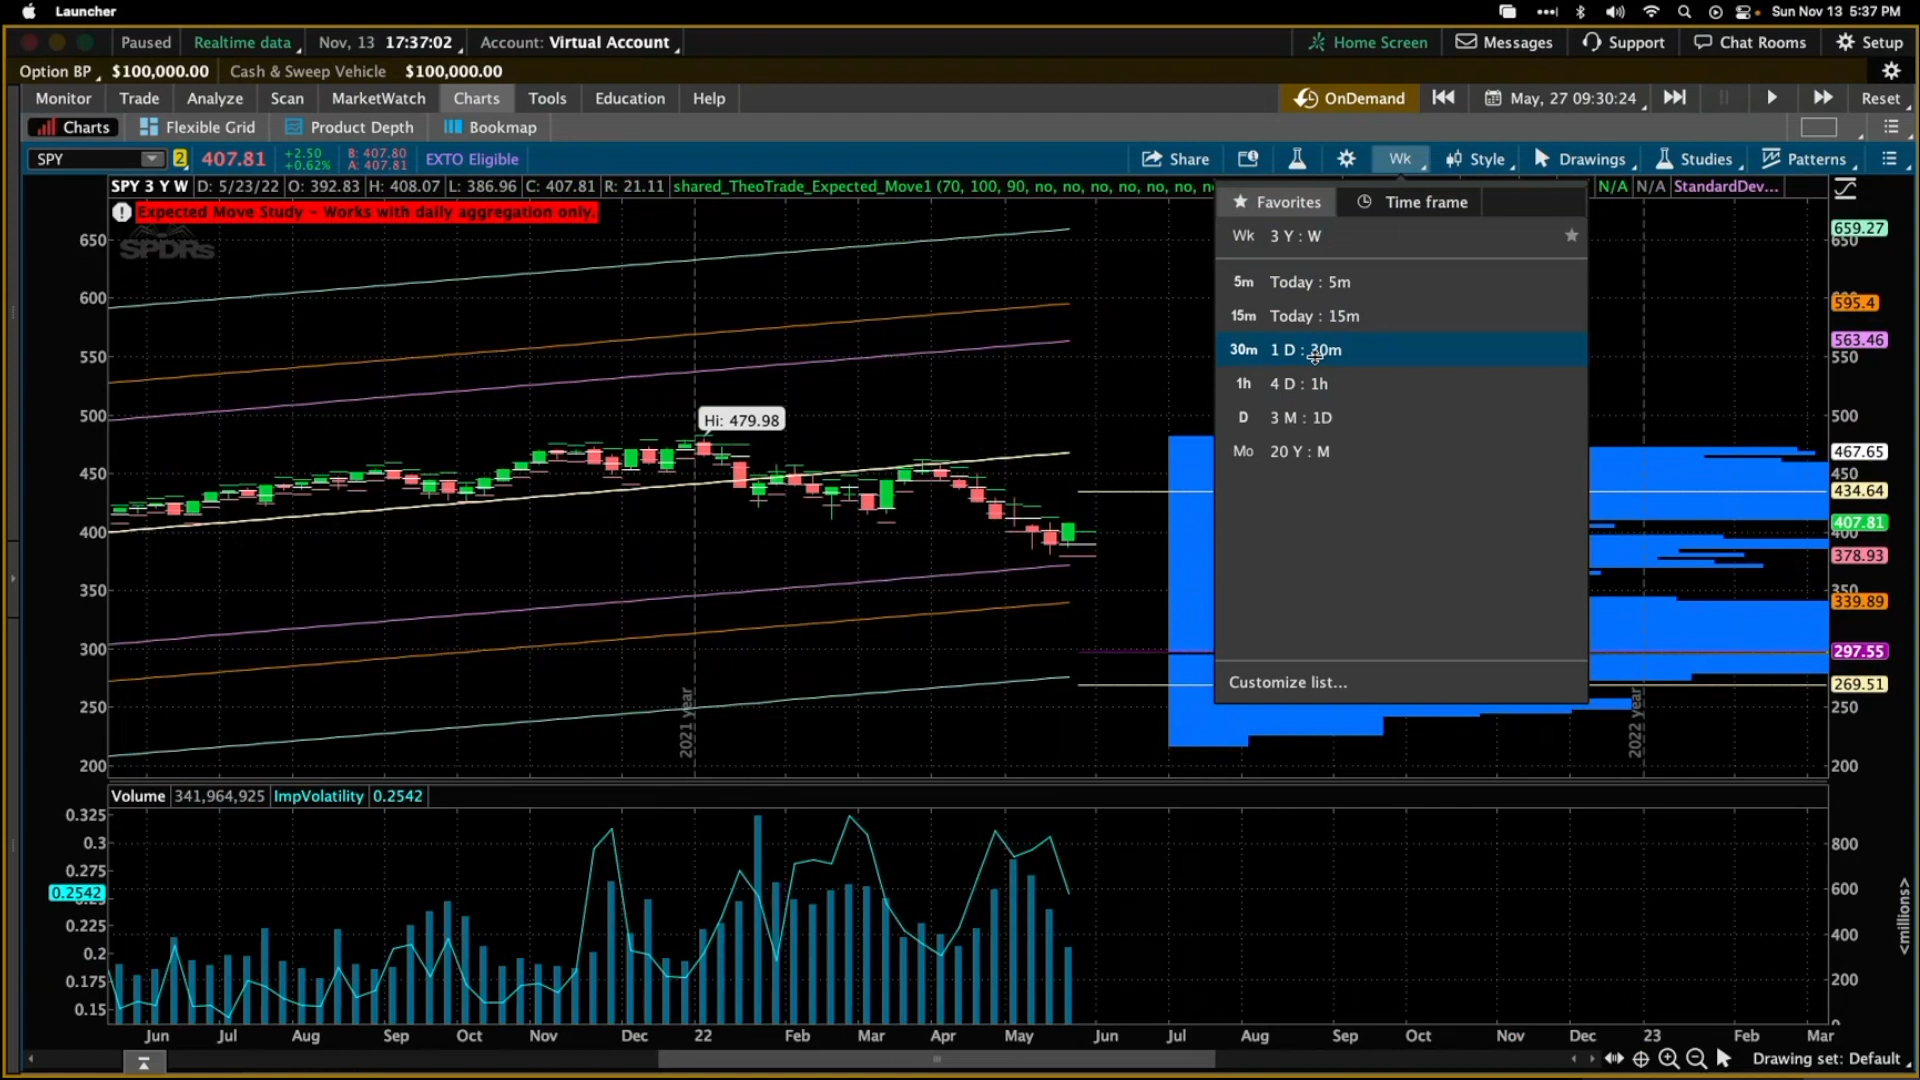 Launcher
Sun Nov 13 5:37 PM
Paused Realtime data Nov, 13 17:37:02 Account: Virtual Account
Home Screen Messages Support Chat Rooms Setup
Option BP $100,000.00 Cash & Sweep Vehicle $100,000.00
Monitor Trade Analyze Scan MarketWatch Charts Tools Education Help
OnDemand May, 27 09:30:24 Reset
Charts Flexible Grid Product Depth Bookmap
SPY 2 407.81 +2.50 +0.62% B: 407.80 A: 407.81 EXTO Eligible
Share Wk Style Drawings Studies Patterns
SPY 3 Y W D: 5/23/22 O: 392.83 H: 408.07 L: 386.96 C: 407.81 R: 21.11 shared_TheoTrade_Expected_Move1 (70, 100, 90, no, no, no, no, no, n
N/A N/A StandardDev...
Expected Move Study - Works with daily aggregation only.
SPDRs
Favorites Time frame
Wk 3 Y : W
5m Today : 5m
15m Today : 15m
30m 1 D : 30m
1h 4 D : 1h
D 3 M : 1D
Mo 20 Y : M
Customize list...
Hi: 479.98
650
600
550
500
450
400
350
300
250
200
659.27
650
595.4
563.46
550
500
467.65
450
434.64
407.81
400
378.93
350
339.89
297.55
269.51
250
200
2021 year
2022 year
Volume 341,964,925 ImpVolatility 0.2542
0.325
0.3
0.275
0.2542
0.225
0.2
0.175
0.15
800
600
400
200
0
<millions>
Jun Jul Aug Sep Oct Nov Dec 22 Feb Mar Apr May Jun Jul Aug Sep Oct Nov Dec 23 Feb Mar
Drawing set: Default